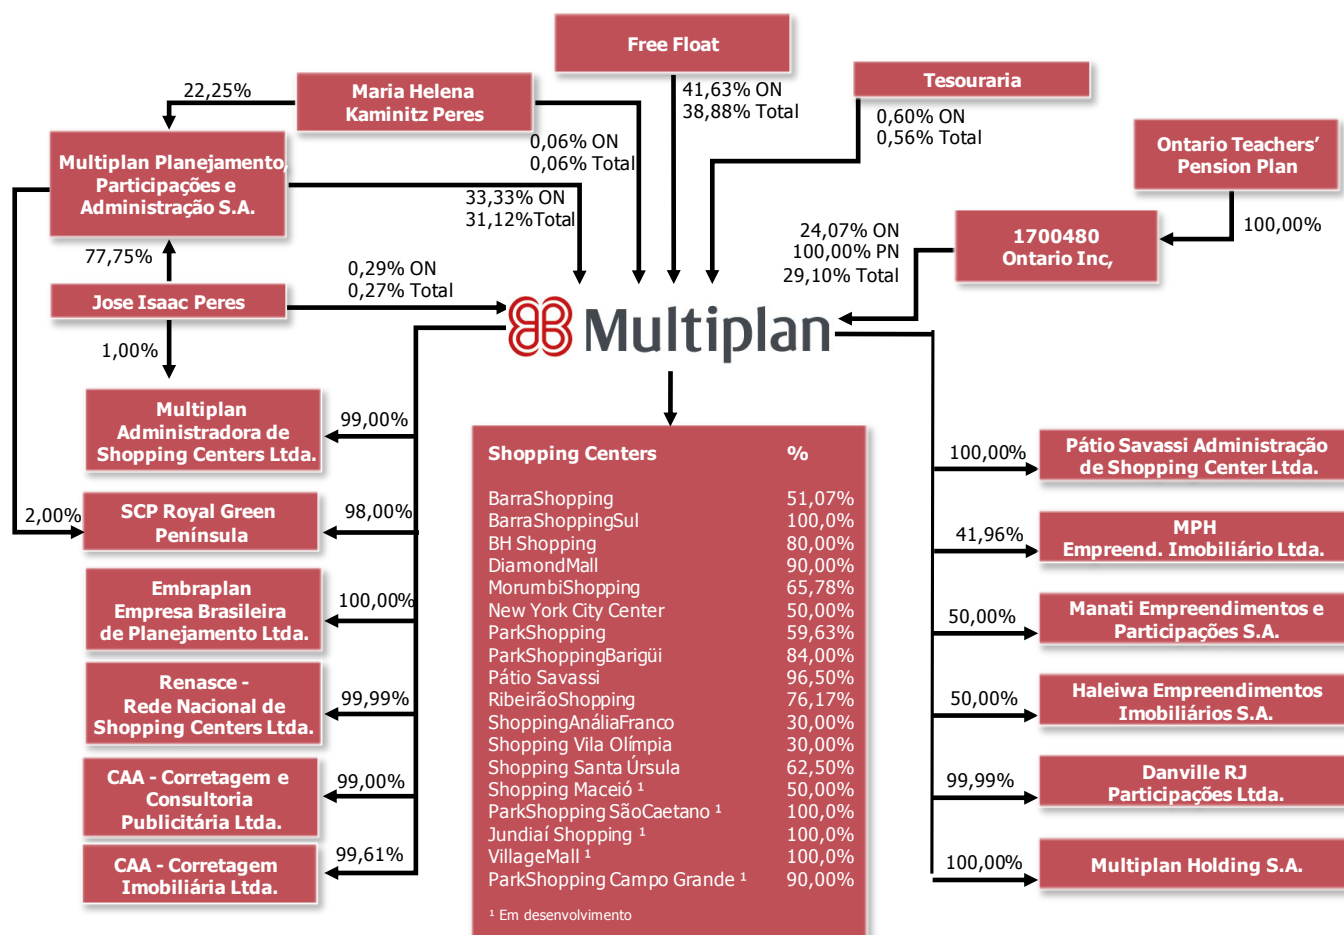 Free Float
41,63% ON
38,88% Total
Tesouraria
0,60% ON
0,56% Total
22,25%
Maria Helena
Kaminitz Peres
0,06% ON
0,06% Total
Multiplan Planejamento,
Participações e
Administração S.A.
33,33% ON
31,12%Total
Ontario Teachers’
Pension Plan
100,00%
1700480
Ontario Inc,
24,07% ON
100,00% PN
29,10% Total
77,75%
Jose Isaac Peres
0,29% ON
0,27% Total
1,00%
Multiplan
Multiplan
Administradora de
Shopping Centers Ltda.
99,00%
2,00%
SCP Royal Green
Península
98,00%
Embraplan
Empresa Brasileira
de Planejamento Ltda.
100,00%
Renasce -
Rede Nacional de
Shopping Centers Ltda.
99,99%
CAA - Corretagem e
Consultoria
Publicitária Ltda.
99,00%
CAA - Corretagem
Imobiliária Ltda.
99,61%
Shopping Centers %
BarraShopping 51,07%
BarraShoppingSul 100,0%
BH Shopping 80,00%
DiamondMall 90,00%
MorumbiShopping 65,78%
New York City Center 50,00%
ParkShopping 59,63%
ParkShoppingBarigüi 84,00%
Pátio Savassi 96,50%
RibeirãoShopping 76,17%
ShoppingAnáliaFranco 30,00%
Shopping Vila Olímpia 30,00%
Shopping Santa Úrsula 62,50%
Shopping Maceió ¹ 50,00%
ParkShopping SãoCaetano ¹ 100,0%
Jundiaí Shopping ¹ 100,0%
VillageMall ¹ 100,0%
ParkShopping Campo Grande ¹ 90,00%
¹ Em desenvolvimento
100,00%
Pátio Savassi Administração
de Shopping Center Ltda.
41,96%
MPH
Empreend. Imobiliário Ltda.
50,00%
Manati Empreendimentos e
Participações S.A.
50,00%
Haleiwa Empreendimentos
Imobiliários S.A.
99,99%
Danville RJ
Participações Ltda.
100,00%
Multiplan Holding S.A.